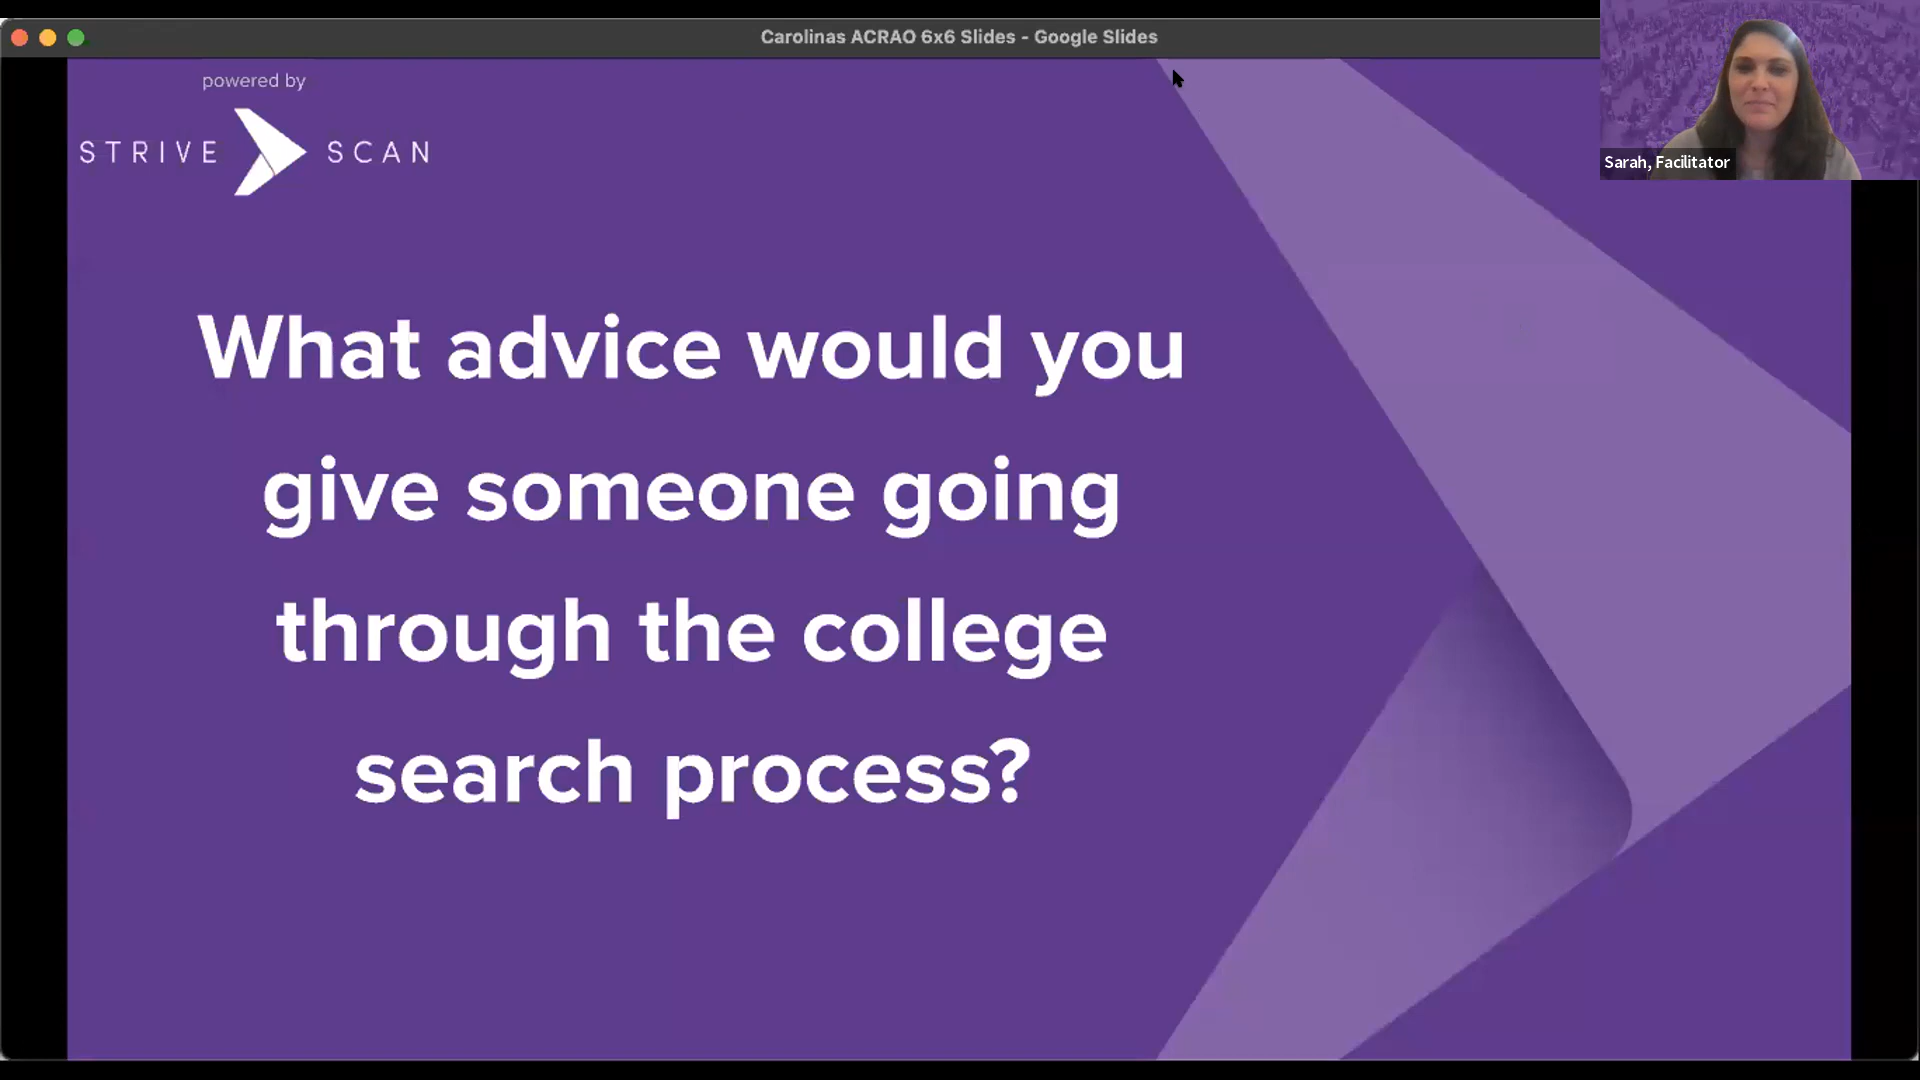 Carolinas ACRAO 6x6 Slides - Google Slides
powered by
STRIVE SCAN
Sarah, Facilitator
What advice would you
give someone going
through the college
search process?